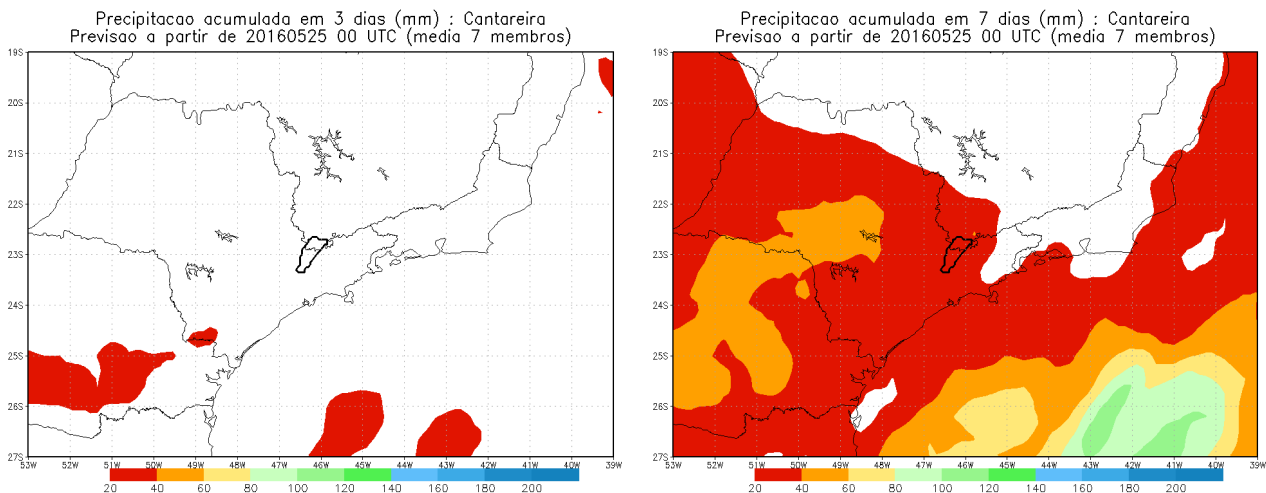 Precipitacao acumulada em 3 dias (mm) : Cantareira
Previsao a partir de 20160525 00 UTC (media 7 membros)
19S
20S
21S
22S
23S
24S
25S
26S
27S
53W 52W 51W 50W 49W 48W 47W 46W 45W 44W 43W 42W 41W 40W 39W
20 40 60 80 100 120 140 160 180 200
Precipitacao acumulada em 7 dias (mm) : Cantareira
Previsao a partir de 20160525 00 UTC (media 7 membros)
19S
20S
21S
22S
23S
24S
25S
26S
27S
53W 52W 51W 50W 49W 48W 47W 46W 45W 44W 43W 42W 41W 40W 39W
20 40 60 80 100 120 140 160 180 200